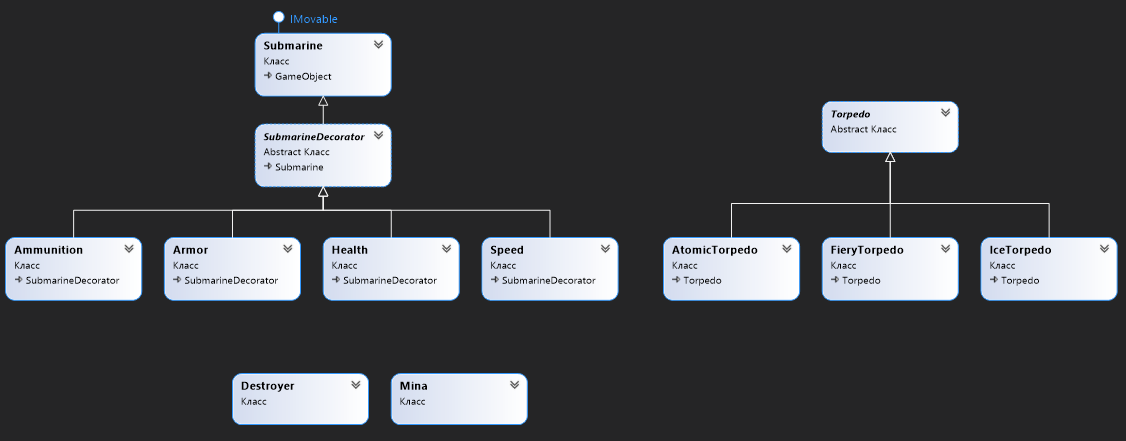 IMovable
Submarine
Класс
GameObject
SubmarineDecorator
Abstract Класс
Submarine
Torpedo
Abstract Класс
Ammunition
Класс
SubmarineDecorator
Armor
Класс
SubmarineDecorator
Health
Класс
SubmarineDecorator
Speed
Класс
SubmarineDecorator
AtomicTorpedo
Класс
Torpedo
FieryTorpedo
Класс
Torpedo
IceTorpedo
Класс
Torpedo
Destroyer
Класс
Mina
Класс